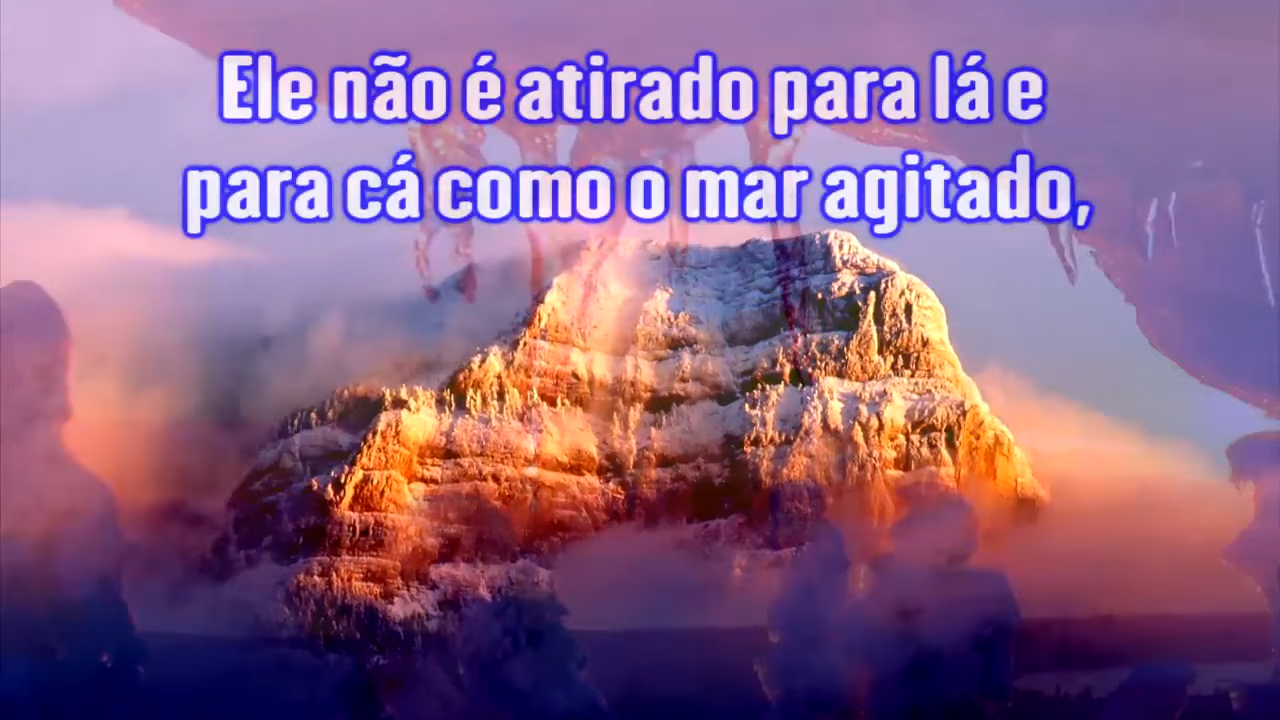 Ele não é atirado para lá e
para cá como o mar agitado,